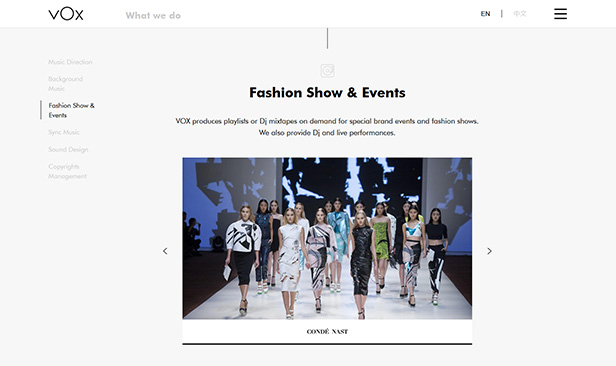 VOX
What we do
EN
中文
Music Direction
Background
Music
Fashion Show &
Events
Sync Music
Sound Design
Copyrights
Management
Fashion Show & Events
VOX produces playlists or Dj mixtapes on demand for special brand events and fashion shows.
We also provide Dj and live performances.
CONDÉ NAST